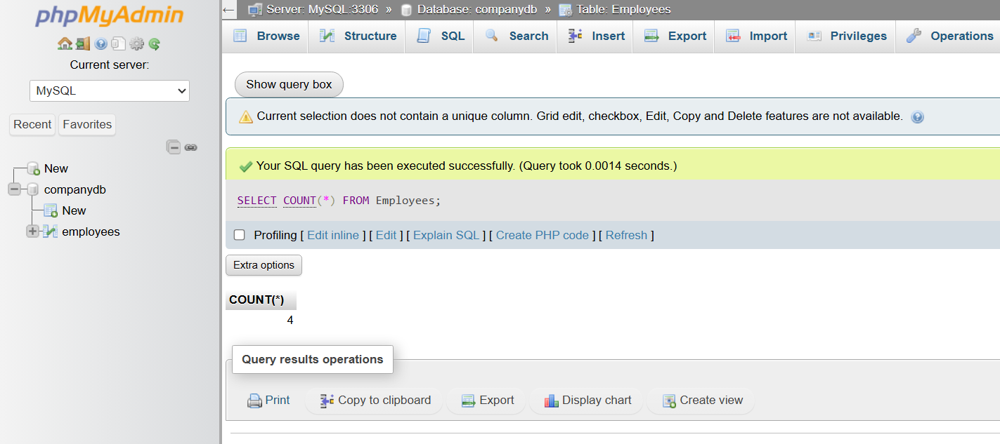 phpMyAdmin
Current server:
MySQL
Recent
Favorites
New
companydb
New
employees
Server: MySQL:3306 » Database: companydb » Table: Employees
Browse Structure SQL Search Insert Export Import Privileges Operations
Show query box
Current selection does not contain a unique column. Grid edit, checkbox, Edit, Copy and Delete features are not available.
Your SQL query has been executed successfully. (Query took 0.0014 seconds.)
SELECT COUNT(*) FROM Employees;
Profiling [ Edit inline ] [ Edit ] [ Explain SQL ] [ Create PHP code ] [ Refresh ]
Extra options
COUNT(*)
4
Query results operations
Print Copy to clipboard Export Display chart Create view